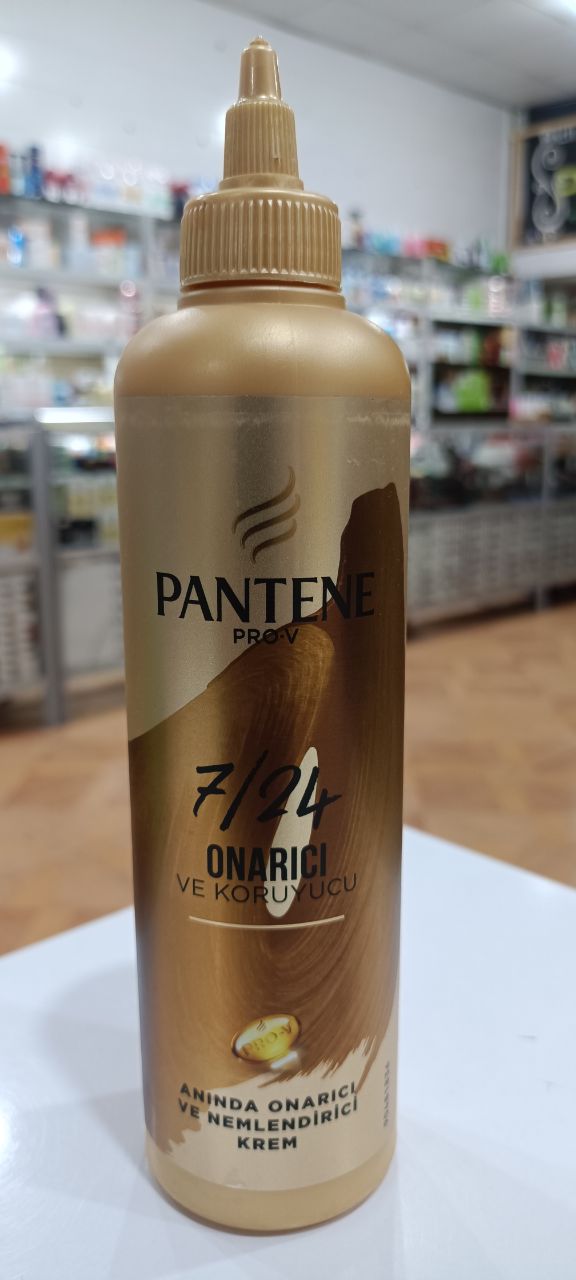 PANTENE
PRO-V
7/24
ONARICI
VE KORUYUCU
PRO-V
ANINDA ONARICI
VE NEMLENDİRİCİ
KREM